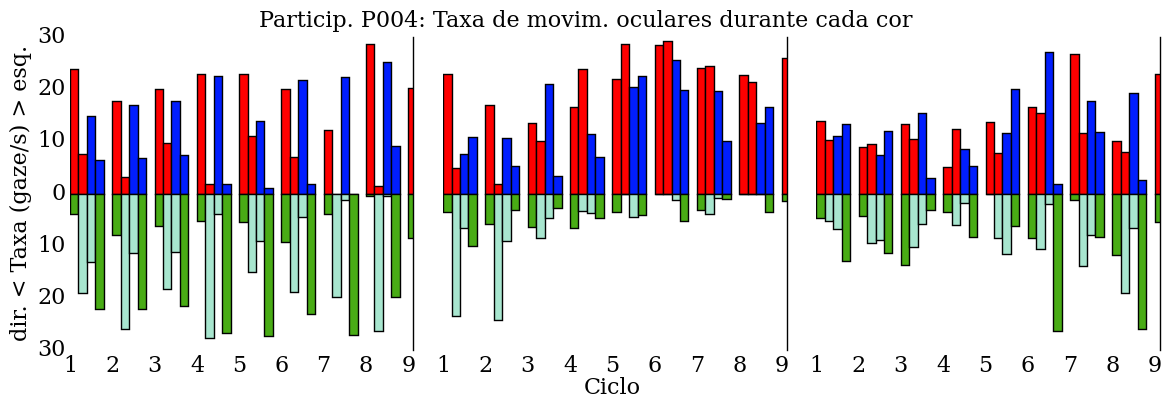 Particip. P004: Taxa de movim. oculares durante cada cor
dir. < Taxa (gaze/s) > esq.
30
20
10
0
10
20
30
1 2 3 4 5 6 7 8 9 1 2 3 4 5 6 7 8 9 1 2 3 4 5 6 7 8 9
Ciclo